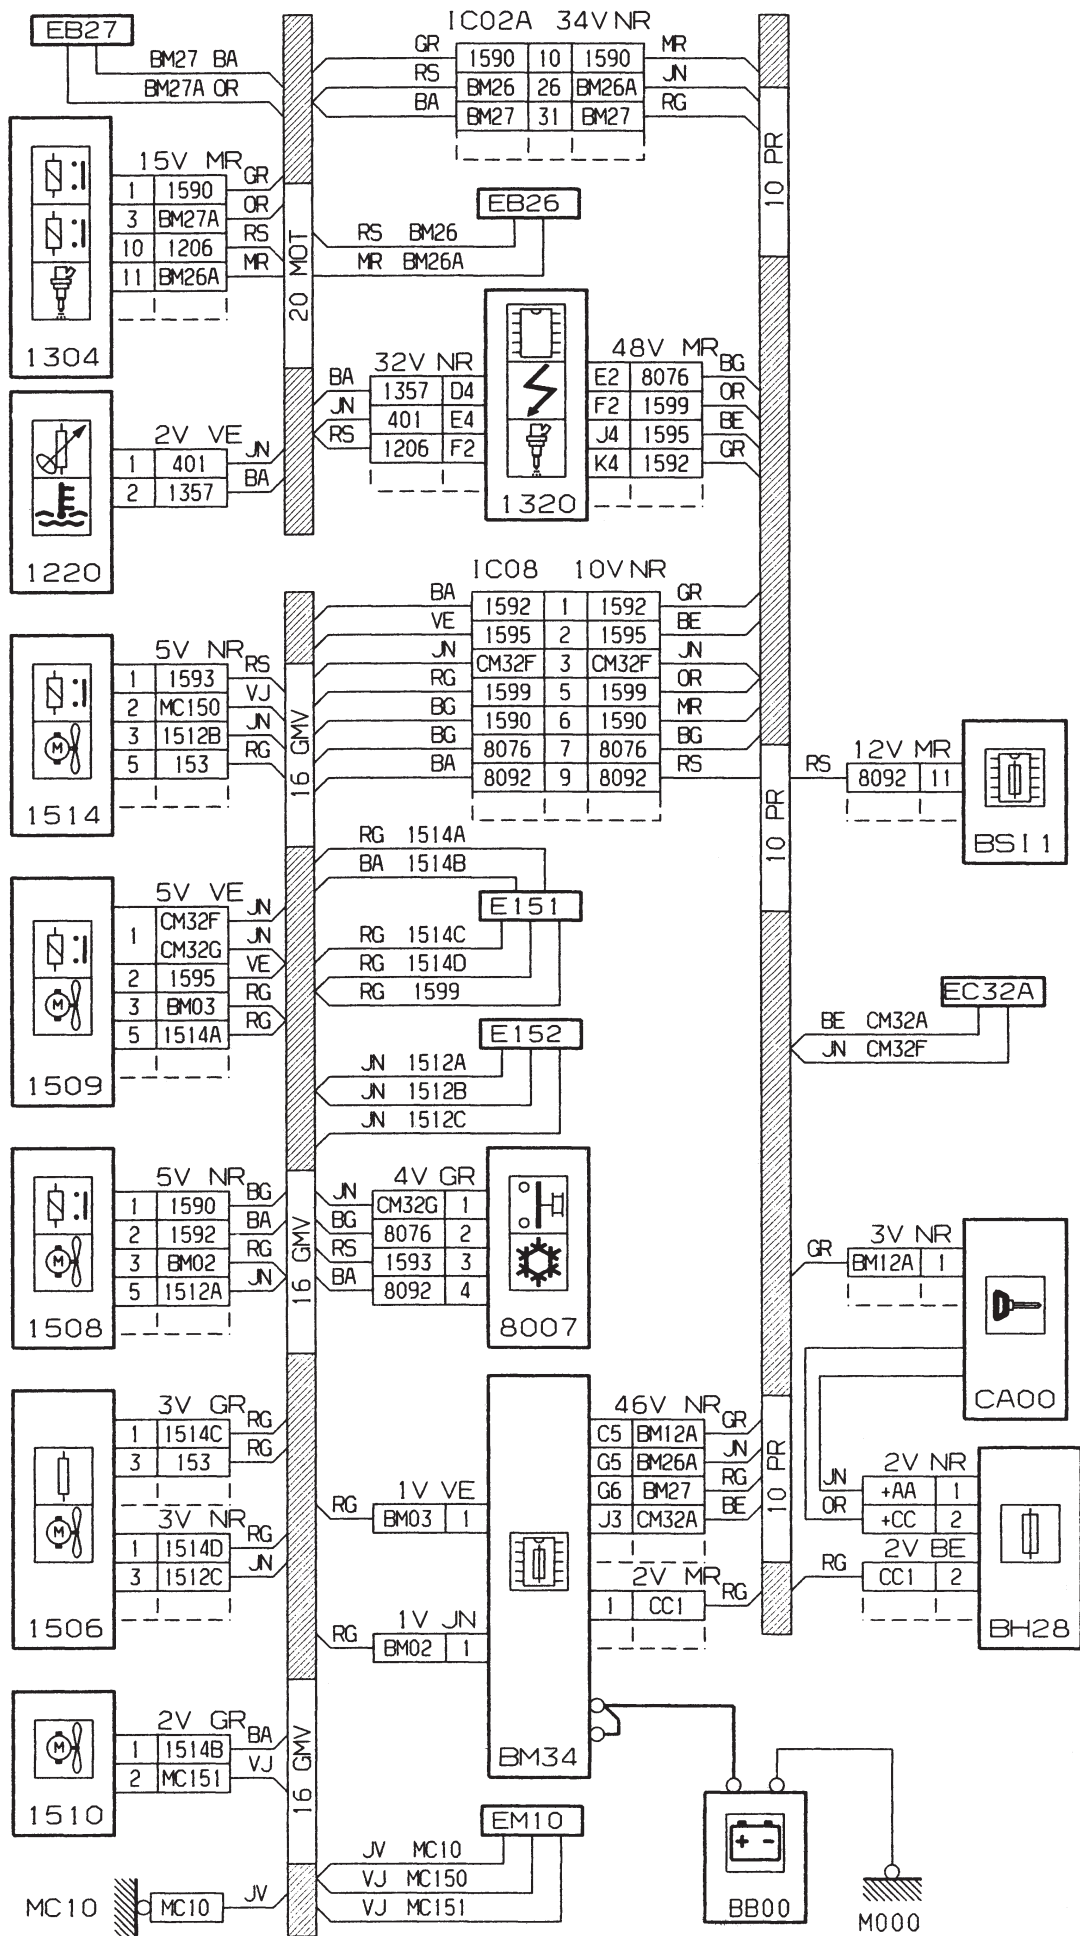 EB27
BM27 BA
BM27A OR
IC02A 34V NR
GR 1590 10 1590 MR
RS BM26 26 BM26A JN
BA BM27 31 BM27 RG
10 PR
15V MR
1 1590 GR
3 BM27A OR
10 1206 RS
11 BM26A MR
1304
20 MOT
EB26
RS BM26
MR BM26A
32V NR
BA 1357 D4
JN 401 E4
RS 1206 F2
1320
48V MR
E2 8076 BG
F2 1599 OR
J4 1595 BE
K4 1592 GR
2V VE
1 401 JN
2 1357 BA
1220
IC08 10V NR
BA 1592 1 1592 GR
VE 1595 2 1595 BE
JN CM32F 3 CM32F JN
RG 1599 5 1599 OR
BG 1590 6 1590 MR
BG 8076 7 8076 BG
BA 8092 9 8092 RS
5V NR
1 1593 RS
2 MC150 VJ
3 1512B JN
5 153 RG
1514
16 GMV
10 PR
12V MR
RS 8092 11
BSI1
RG 1514A
BA 1514B
E151
RG 1514C
RG 1514D
RG 1599
5V VE
1 CM32F JN
CM32G JN
2 1595 VE
3 BM03 RG
5 1514A RG
1509
E152
JN 1512A
JN 1512B
JN 1512C
EC32A
BE CM32A
JN CM32F
5V NR
1 1590 BG
2 1592 BA
3 BM02 RG
5 1512A JN
1508
16 GMV
4V GR
JN CM32G 1
BG 8076 2
RS 1593 3
BA 8092 4
8007
3V NR
GR BM12A 1
CA00
3V GR
1 1514C RG
3 153 RG
3V NR
1 1514D RG
3 1512C JN
1506
1V VE
RG BM03 1
1V JN
RG BM02 1
BM34
46V NR
C5 BM12A GR
G5 BM26A JN
G6 BM27 RG
J3 CM32A BE
2V MR
1 CC1 RG
10 PR
2V NR
JN +AA 1
OR +CC 2
2V BE
RG CC1 2
BH28
2V GR
1 1514B BA
2 MC151 VJ
1510
16 GMV
EM10
JV MC10
VJ MC150
VJ MC151
MC10 MC10 JV
+ -
BB00
M000